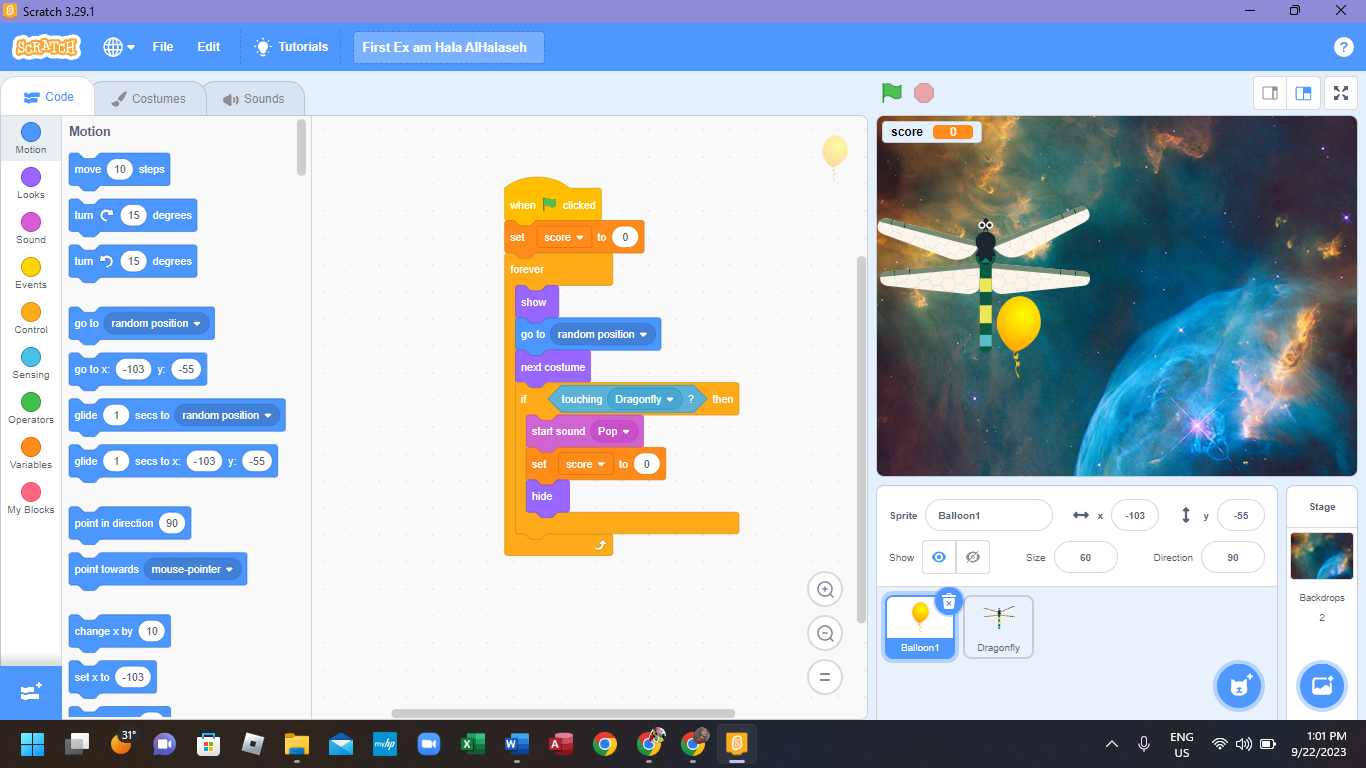 Scratch 3.29.1
SCRATCH File Edit Tutorials First Ex am Hala AlHalaseh ?
Code Costumes Sounds
Motion
Looks
Sound
Events
Control
Sensing
Operators
Variables
My Blocks
Motion
move 10 steps
turn 15 degrees
turn 15 degrees
go to random position
go to x: -103 y: -55
glide 1 secs to random position
glide 1 secs to x: -103 y: -55
point in direction 90
point towards mouse-pointer
change x by 10
set x to -103
when clicked
set score to 0
forever
show
go to random position
next costume
if touching Dragonfly ? then
start sound Pop
set score to 0
hide
score 0
Sprite Balloon1 x -103 y -55
Show Size 60 Direction 90
Balloon1 Dragonfly
Stage
Backdrops
2
31°
myhp
ENG
US
1:01 PM
9/22/2023